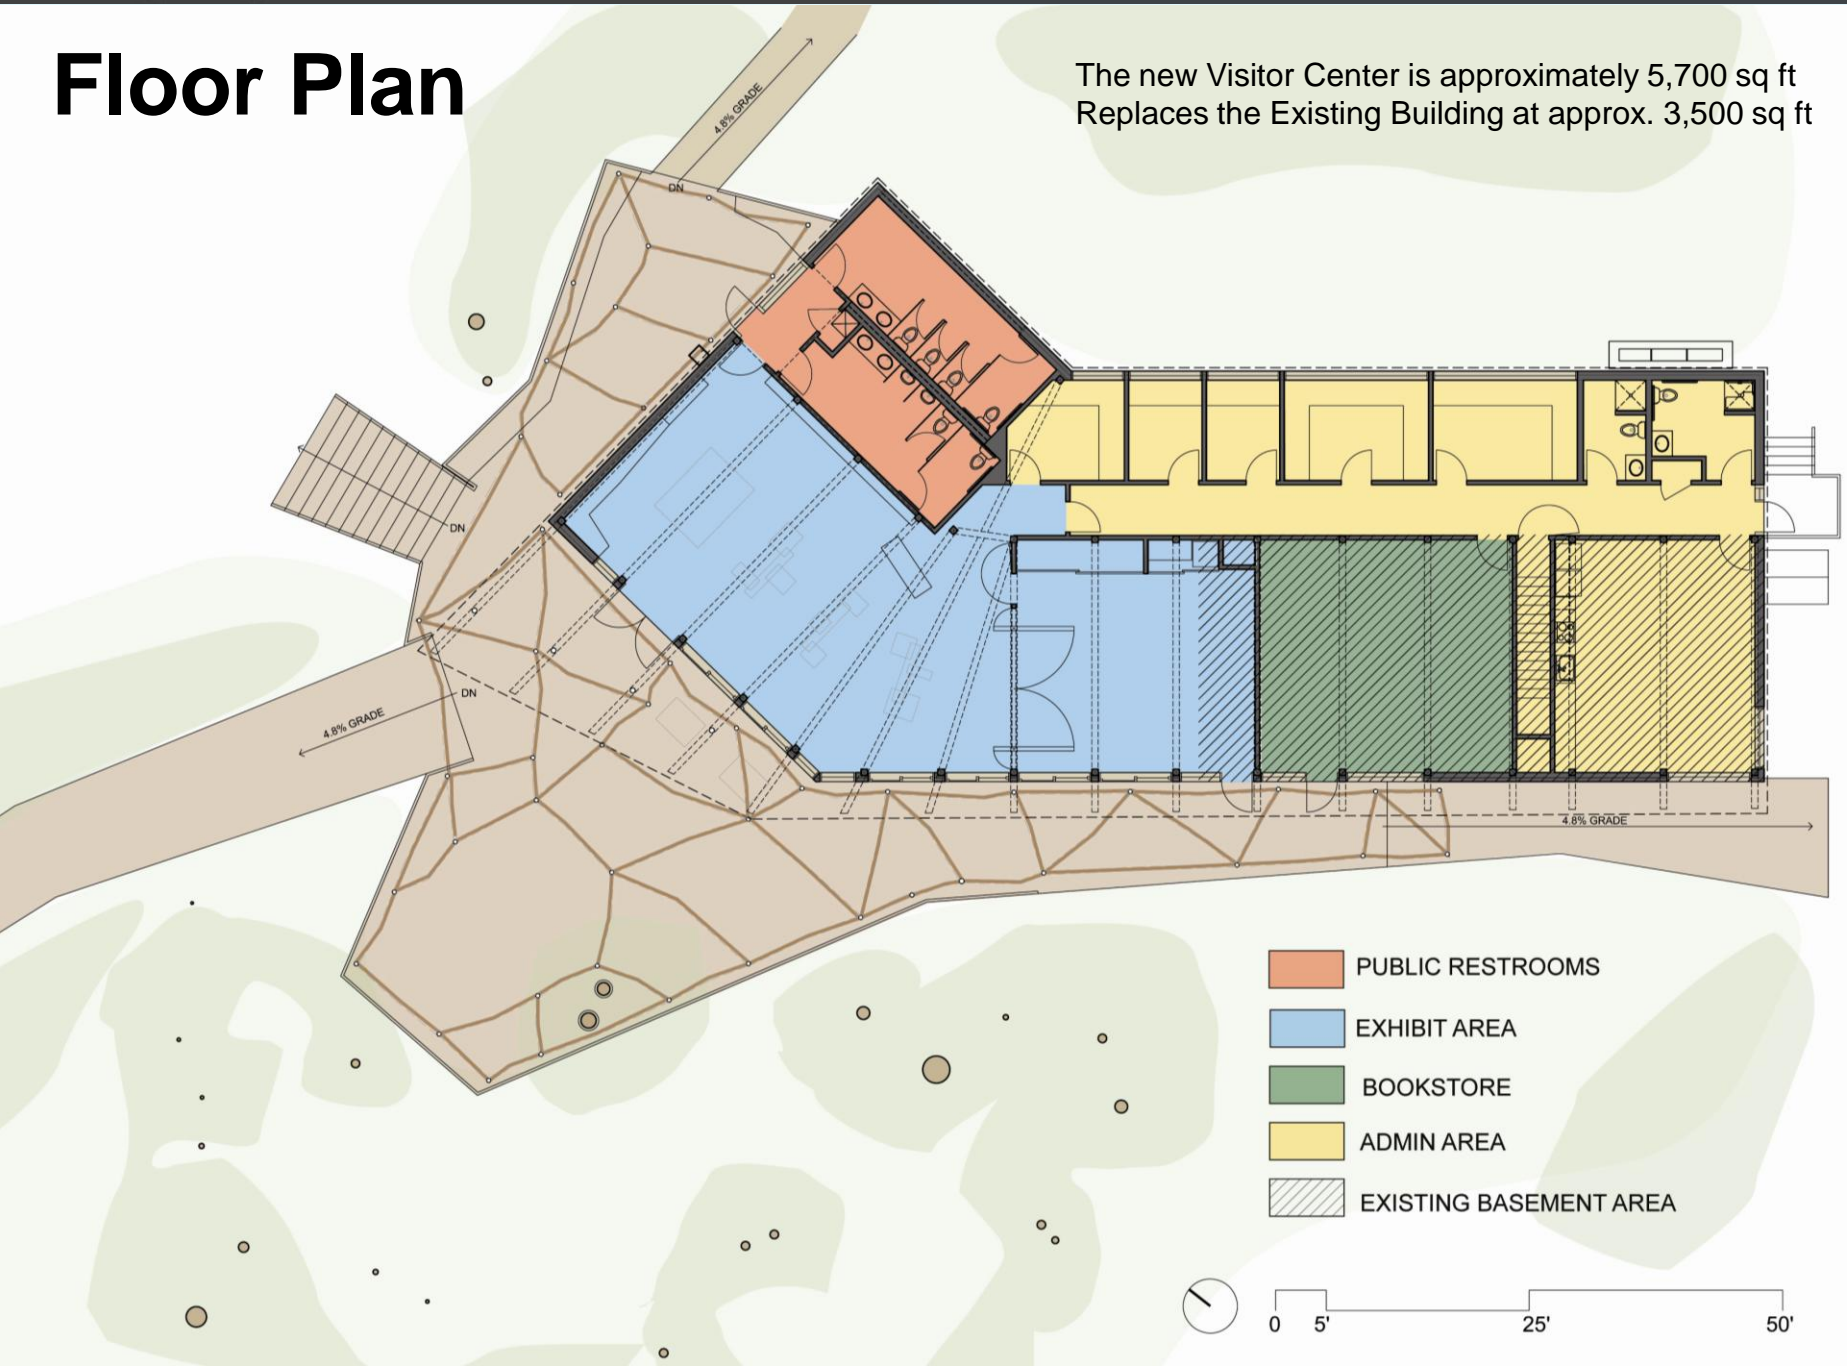 Floor Plan
The new Visitor Center is approximately 5,700 sq ft
Replaces the Existing Building at approx. 3,500 sq ft
4.8% GRADE
DN
DN
DN
4.8% GRADE
4.8% GRADE
PUBLIC RESTROOMS
EXHIBIT AREA
BOOKSTORE
ADMIN AREA
EXISTING BASEMENT AREA
0 5' 25' 50'